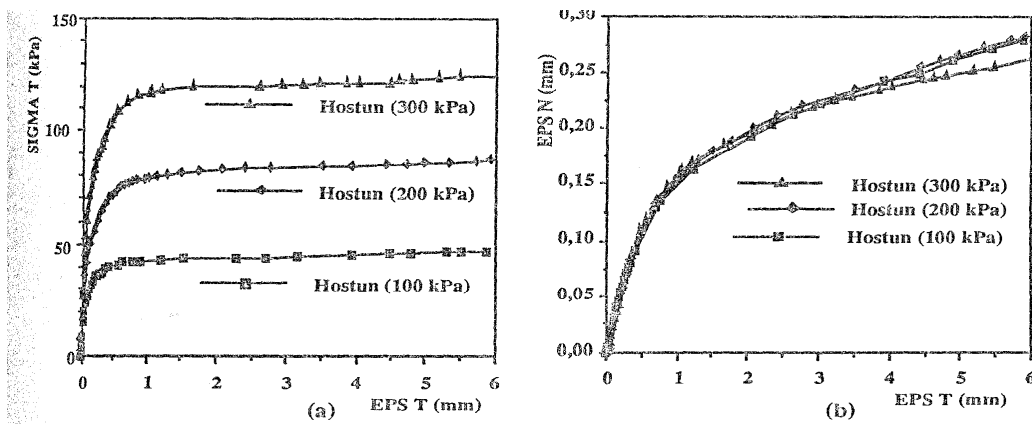 150
100
50
0
SIGMA T (kPa)
Hostun (300 kPa)
Hostun (200 kPa)
Hostun (100 kPa)
0 1 2 3 4 5 6
EPS T (mm)
(a)
0,30
0,25
0,20
0,15
0,10
0,05
0,00
EPS N (mm)
Hostun (300 kPa)
Hostun (200 kPa)
Hostun (100 kPa)
0 1 2 3 4 5 6
EPS T (mm)
(b)